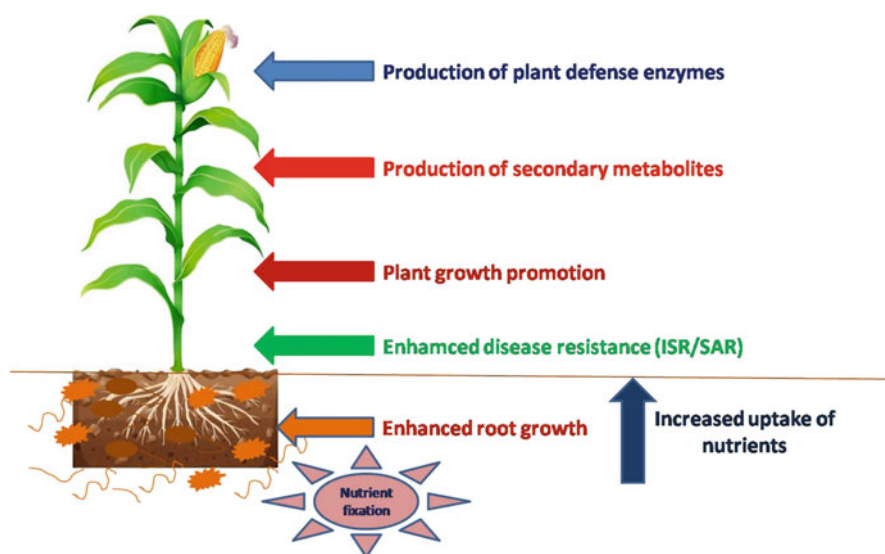 Production of plant defense enzymes
Production of secondary metabolites
Plant growth promotion
Enhamced disease resistance (ISR/SAR)
Enhanced root growth
Increased uptake of
nutrients
Nutrient
fixation